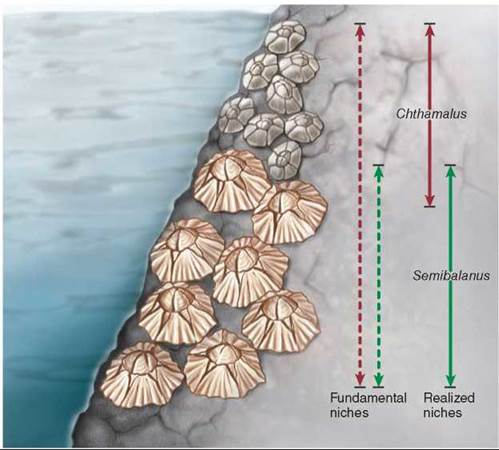 Chthamalus
Semibalanus
Fundamental niches
Realized niches